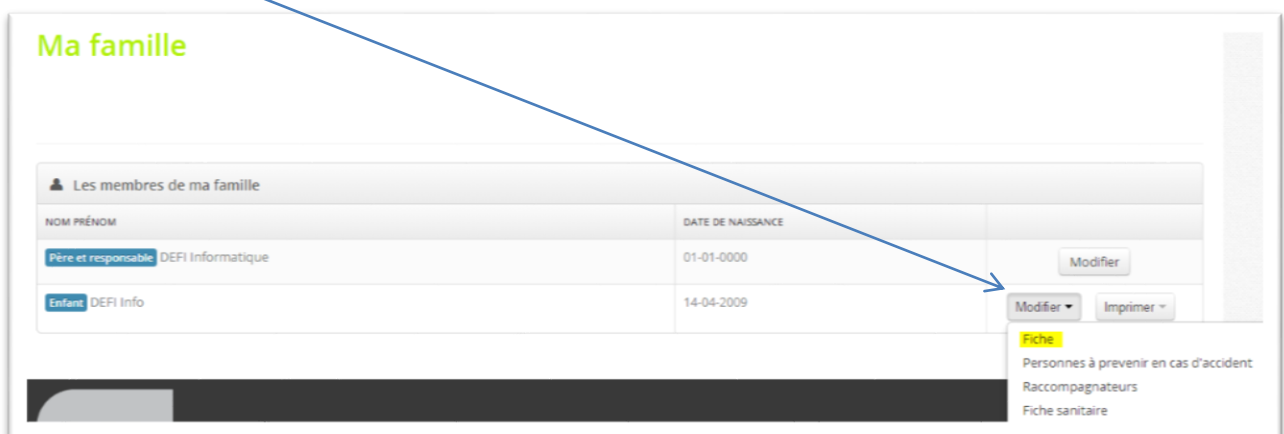 Ma famille
Les membres de ma famille
NOM PRÉNOM DATE DE NAISSANCE
Père et responsable DEFI Informatique 01-01-0000 Modifier
Enfant DEFI Info 14-04-2009 Modifier Imprimer
Fiche
Personnes à prevenir en cas d'accident
Raccompagnateurs
Fiche sanitaire